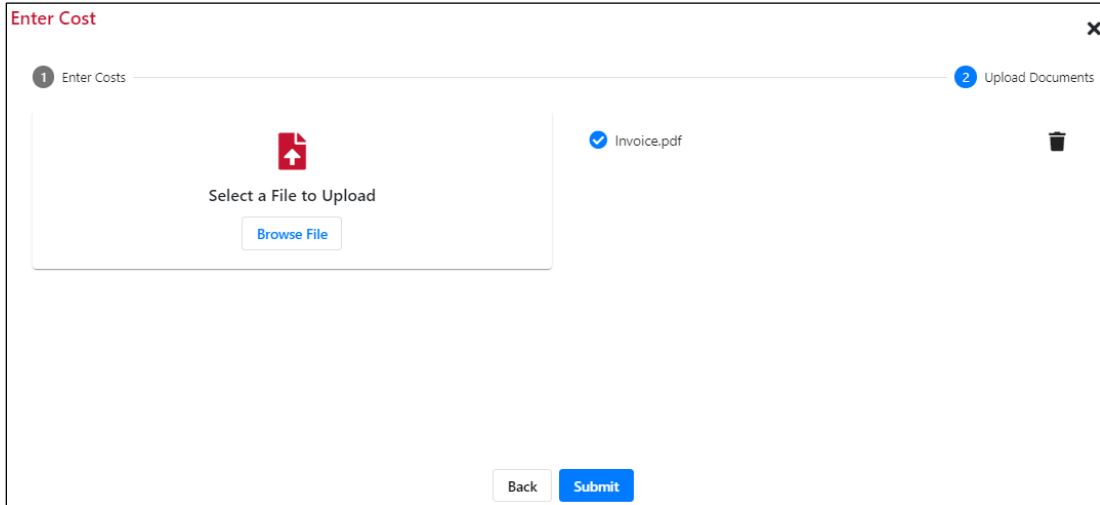 Enter Cost
1 Enter Costs
2 Upload Documents
Select a File to Upload
Browse File
Invoice.pdf
Back
Submit